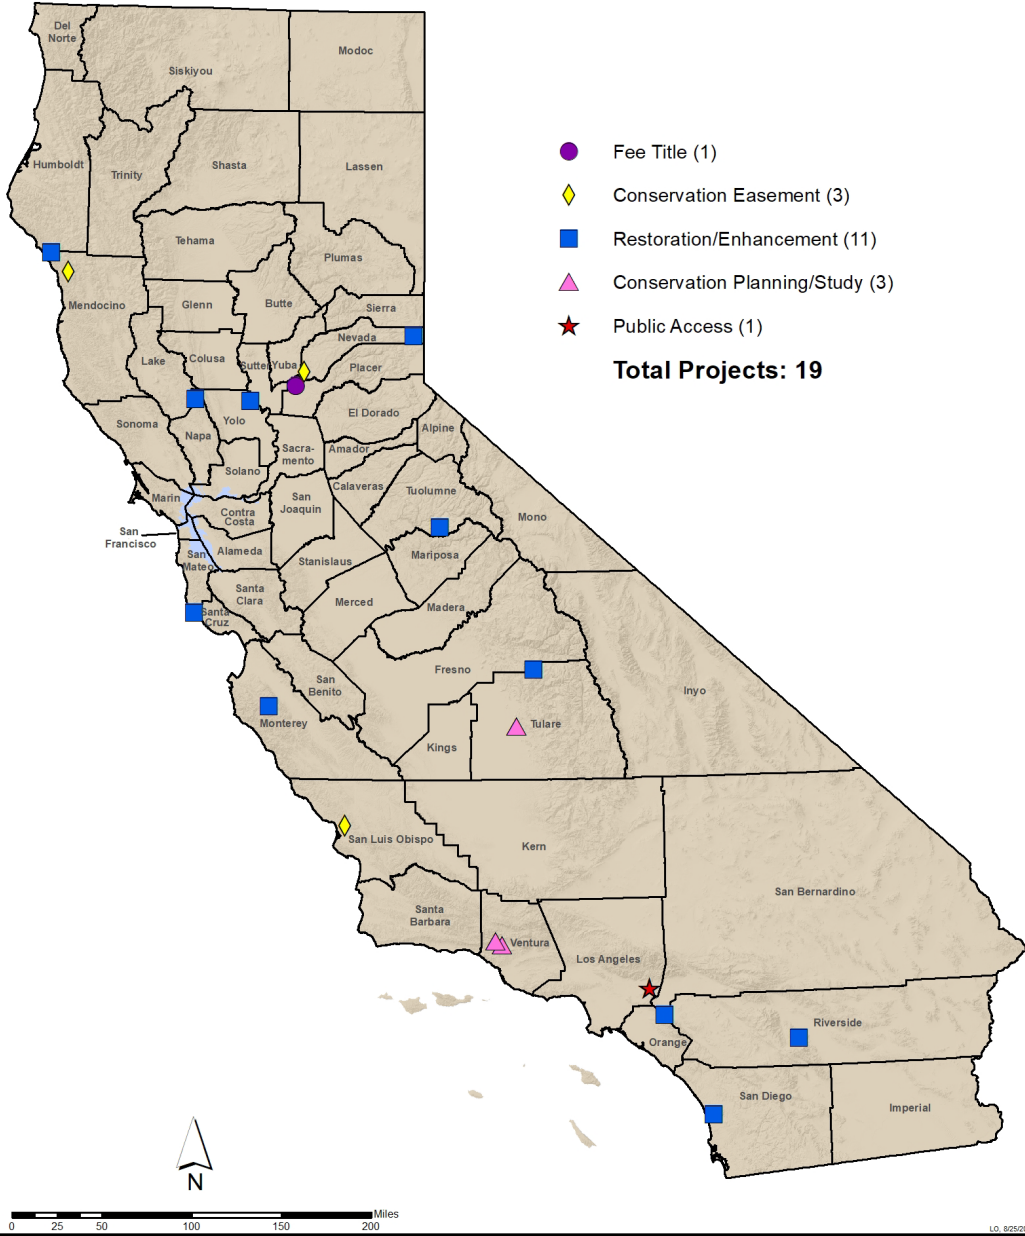 Del
Norte
Siskiyou
Modoc
Humboldt
Trinity
Shasta
Lassen
Fee Title (1)
Conservation Easement (3)
Restoration/Enhancement (11)
Conservation Planning/Study (3)
Public Access (1)
Total Projects: 19
Tehama
Plumas
Mendocino
Glenn
Butte
Sierra
Nevada
Lake
Colusa
Sutter
Yuba
Placer
Sonoma
Napa
Yolo
El Dorado
Alpine
Sacra-
mento
Amador
Solano
Calaveras
Tuolumne
Marin
Contra
Costa
San
Joaquin
Mono
San
Francisco
San
Mateo
Alameda
Stanislaus
Mariposa
Santa
Clara
Merced
Madera
Santa
Cruz
Fresno
San
Benito
Inyo
Monterey
Tulare
Kings
San Luis Obispo
Kern
San Bernardino
Santa
Barbara
Ventura
Los Angeles
Orange
Riverside
San Diego
Imperial
N
Miles
0 25 50 100 150 200